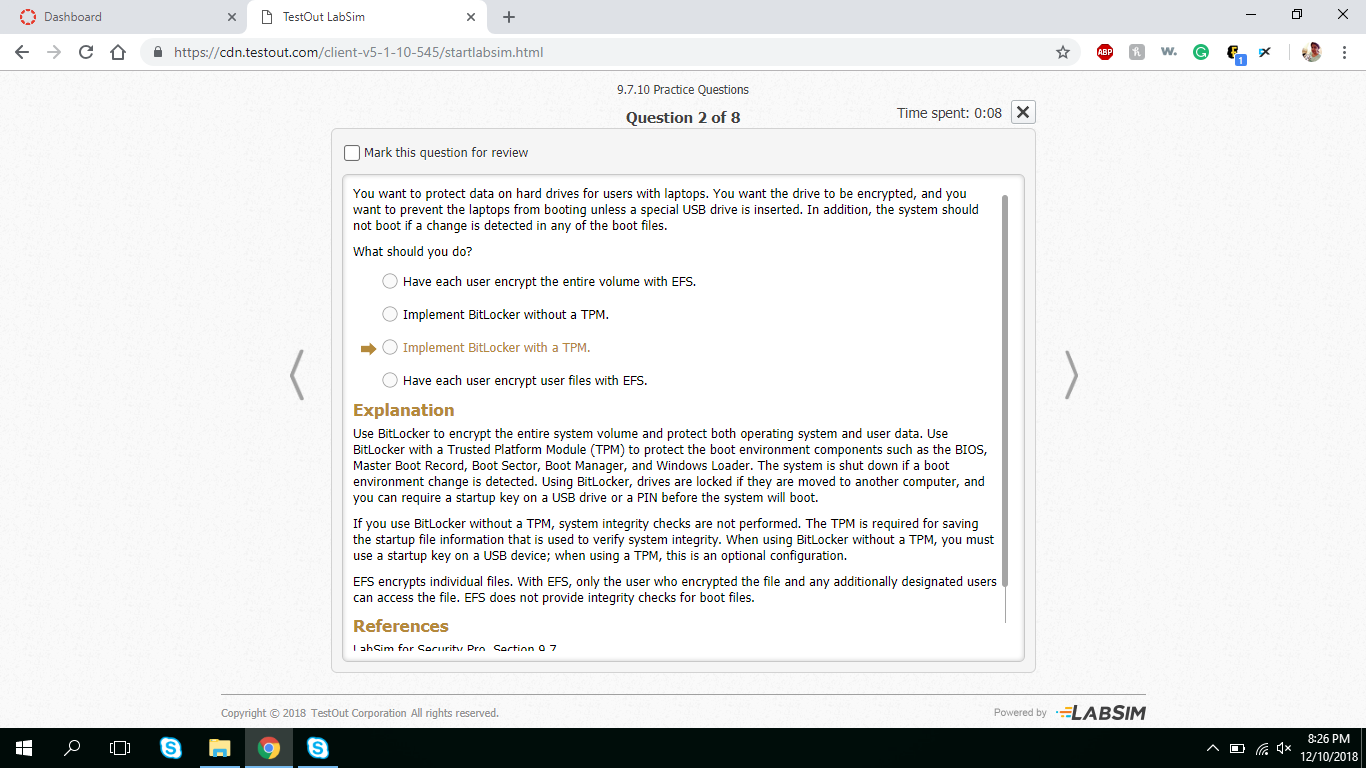 Dashboard
TestOut LabSim
https://cdn.testout.com/client-v5-1-10-545/startlabsim.html
ABP
w.
1
9.7.10 Practice Questions
Question 2 of 8
Time spent: 0:08
Mark this question for review
You want to protect data on hard drives for users with laptops. You want the drive to be encrypted, and you
want to prevent the laptops from booting unless a special USB drive is inserted. In addition, the system should
not boot if a change is detected in any of the boot files.
What should you do?
Have each user encrypt the entire volume with EFS.
Implement BitLocker without a TPM.
Implement BitLocker with a TPM.
Have each user encrypt user files with EFS.
Explanation
Use BitLocker to encrypt the entire system volume and protect both operating system and user data. Use
BitLocker with a Trusted Platform Module (TPM) to protect the boot environment components such as the BIOS,
Master Boot Record, Boot Sector, Boot Manager, and Windows Loader. The system is shut down if a boot
environment change is detected. Using BitLocker, drives are locked if they are moved to another computer, and
you can require a startup key on a USB drive or a PIN before the system will boot.
If you use BitLocker without a TPM, system integrity checks are not performed. The TPM is required for saving
the startup file information that is used to verify system integrity. When using BitLocker without a TPM, you must
use a startup key on a USB device; when using a TPM, this is an optional configuration.
EFS encrypts individual files. With EFS, only the user who encrypted the file and any additionally designated users
can access the file. EFS does not provide integrity checks for boot files.
References
LabSim for Security Pro, Section 9.7
Copyright © 2018 TestOut Corporation All rights reserved.
Powered by LABSIM
8:26 PM
12/10/2018